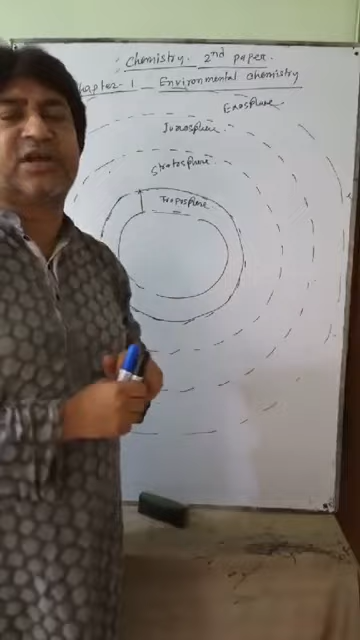 Chemistry. 2nd paper.
Chapter-1 Environmental chemistry
Exosphere
Ionosphere
Stratosphere
Troposphere